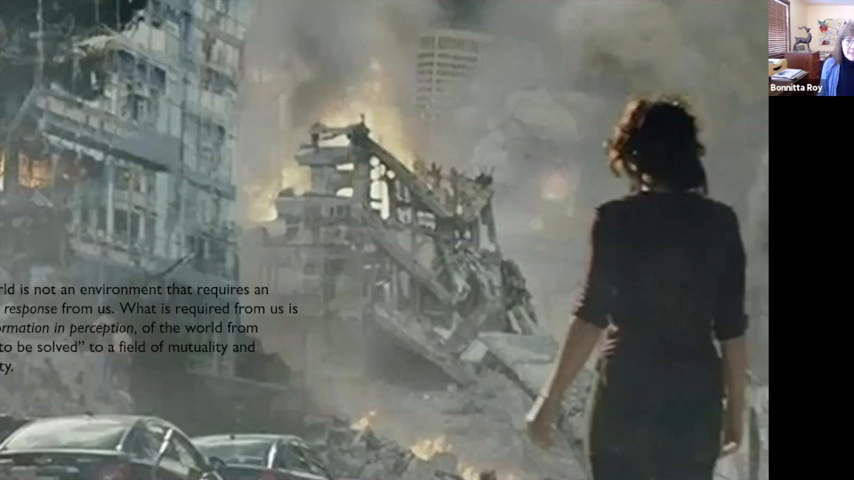 rld is not an environment that requires an
response from us. What is required from us is
ormation in perception, of the world from
to be solved” to a field of mutuality and
ty.
Bonnitta Roy